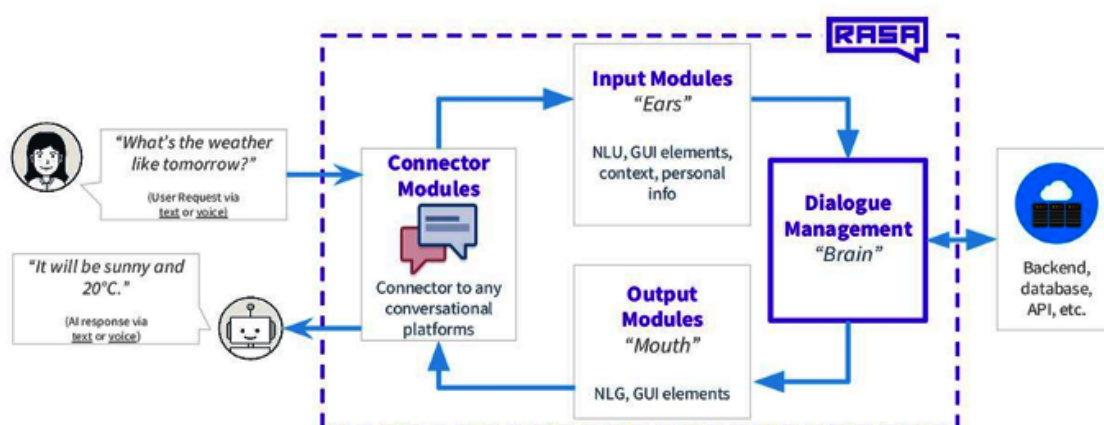 RASA
“What's the weather
like tomorrow?”
(User Request via
text or voice)
“It will be sunny and
20°C.”
(AI response via
text or voice)
Connector
Modules
Connector to any
conversational
platforms
Input Modules
“Ears”
NLU, GUI elements,
context, personal
info
Dialogue
Management
“Brain”
Output
Modules
“Mouth”
NLG, GUI elements
Backend,
database,
API, etc.